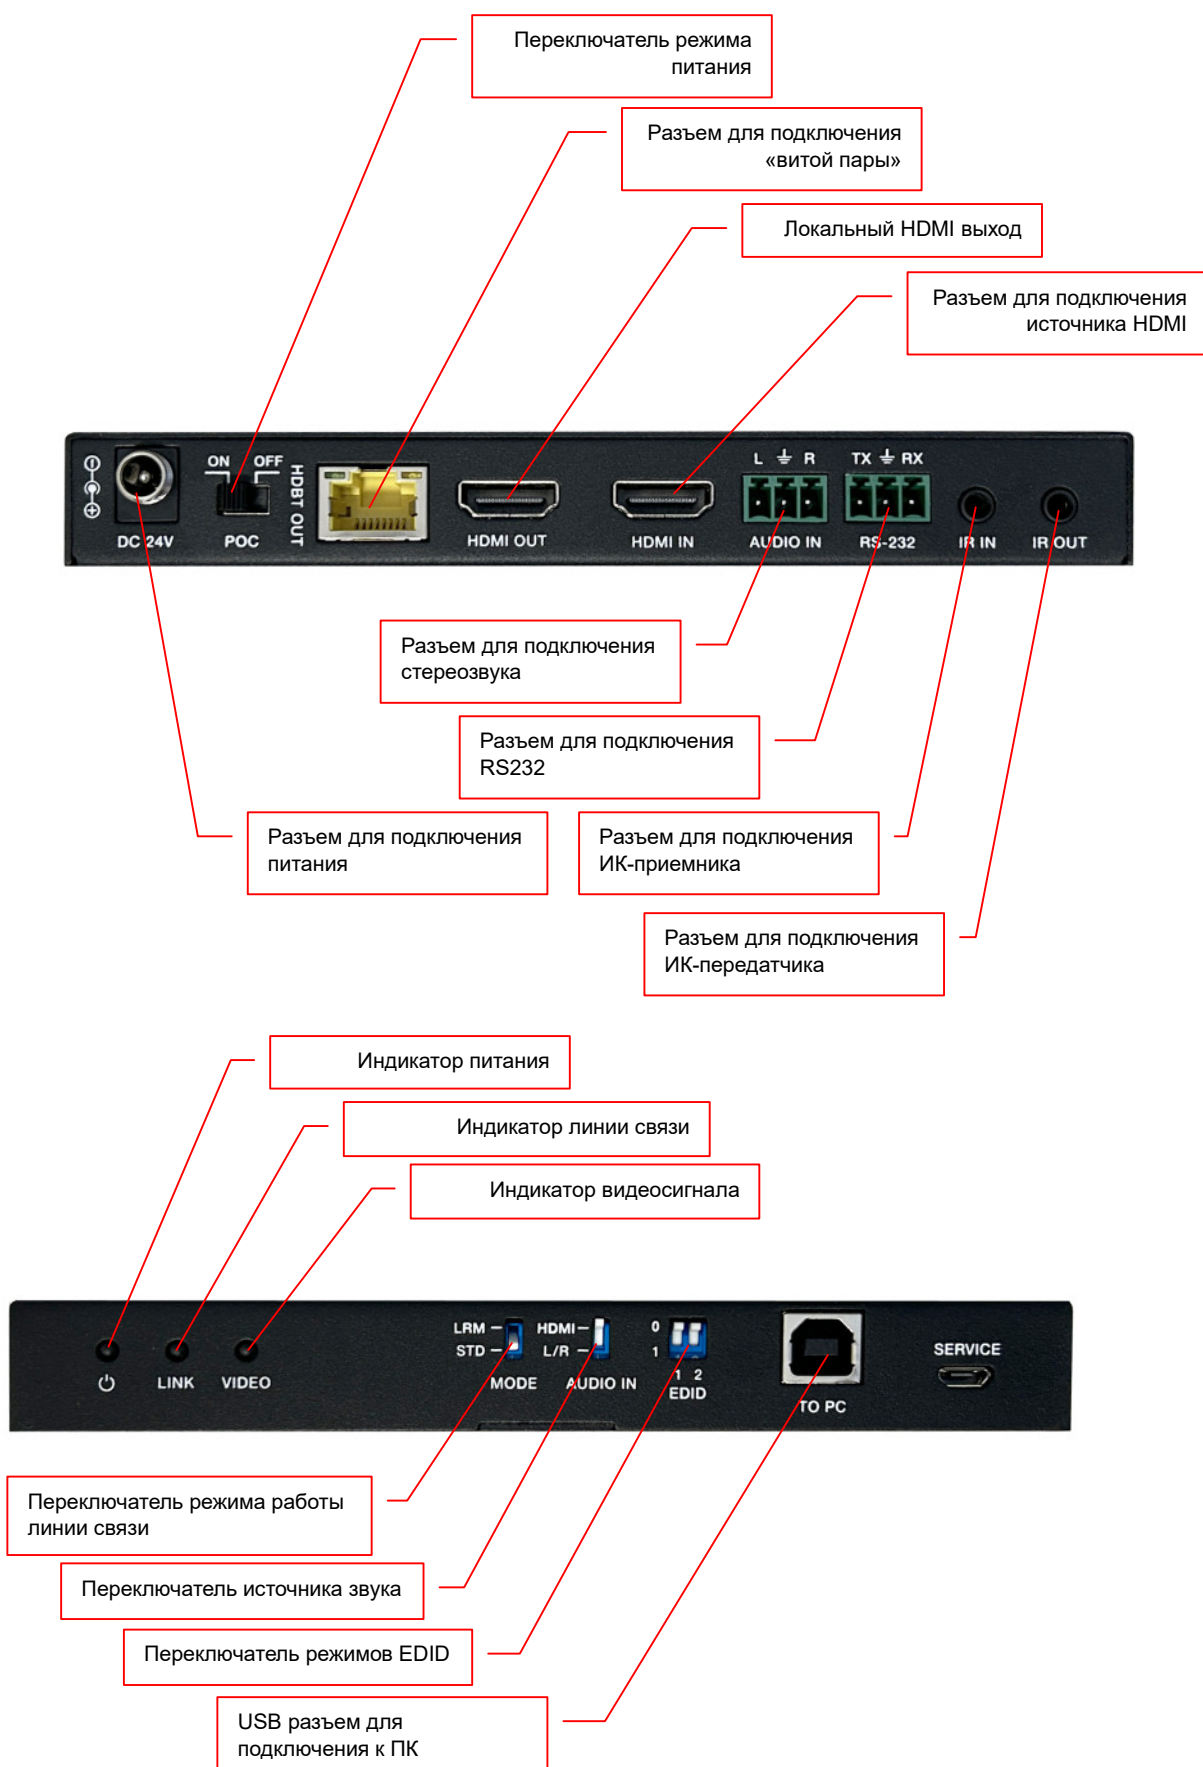 Переключатель режима
питания
Разъем для подключения
«витой пары»
Локальный HDMI выход
Разъем для подключения
источника HDMI
ON OFF
HDBT OUT
L R
TX RX
DC 24V
POC
HDMI OUT
HDMI IN
AUDIO IN
RS-232
IR IN
IR OUT
Разъем для подключения
стереозвука
Разъем для подключения
RS232
Разъем для подключения
питания
Разъем для подключения
ИК-приемника
Разъем для подключения
ИК-передатчика
Индикатор питания
Индикатор линии связи
Индикатор видеосигнала
LRM
STD
HDMI
L/R
0
1
1 2
LINK
VIDEO
MODE
AUDIO IN
EDID
TO PC
SERVICE
Переключатель режима работы
линии связи
Переключатель источника звука
Переключатель режимов EDID
USB разъем для
подключения к ПК